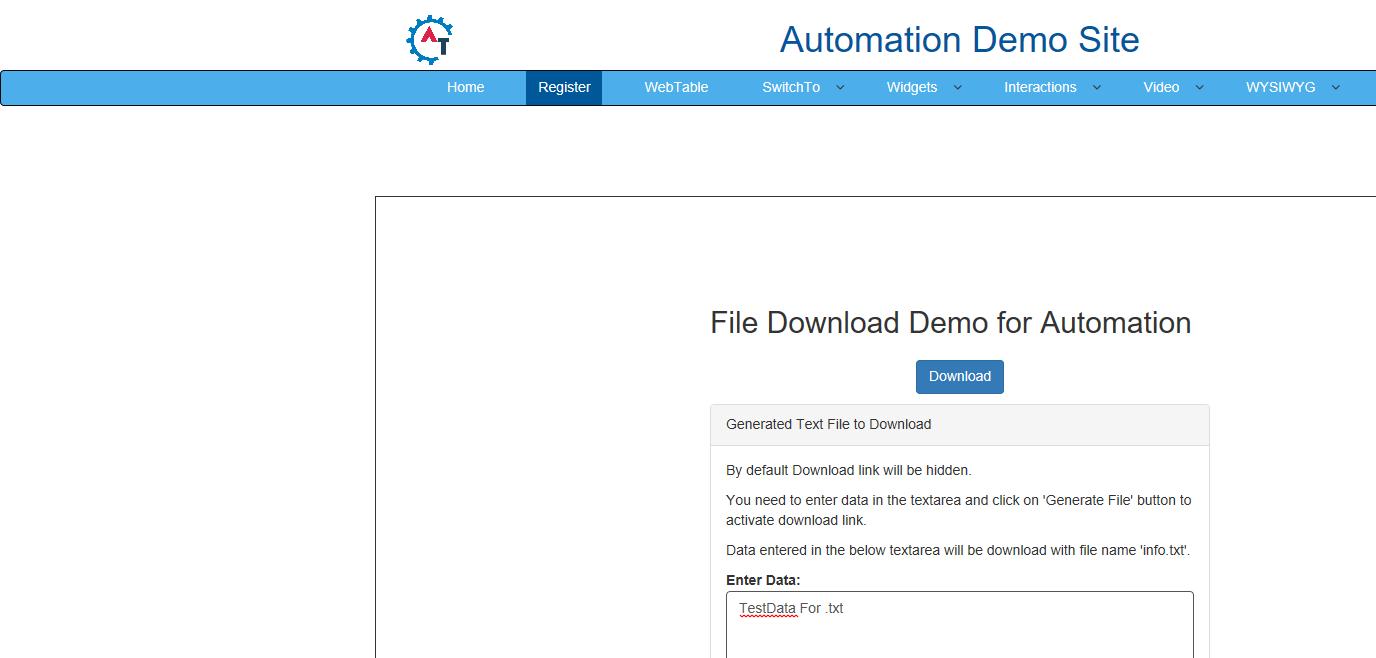 AT
Automation Demo Site
Home Register WebTable SwitchTo Widgets Interactions Video WYSIWYG
File Download Demo for Automation
Download
Generated Text File to Download
By default Download link will be hidden.
You need to enter data in the textarea and click on 'Generate File' button to
activate download link.
Data entered in the below textarea will be download with file name 'info.txt'.
Enter Data:
TestData For .txt